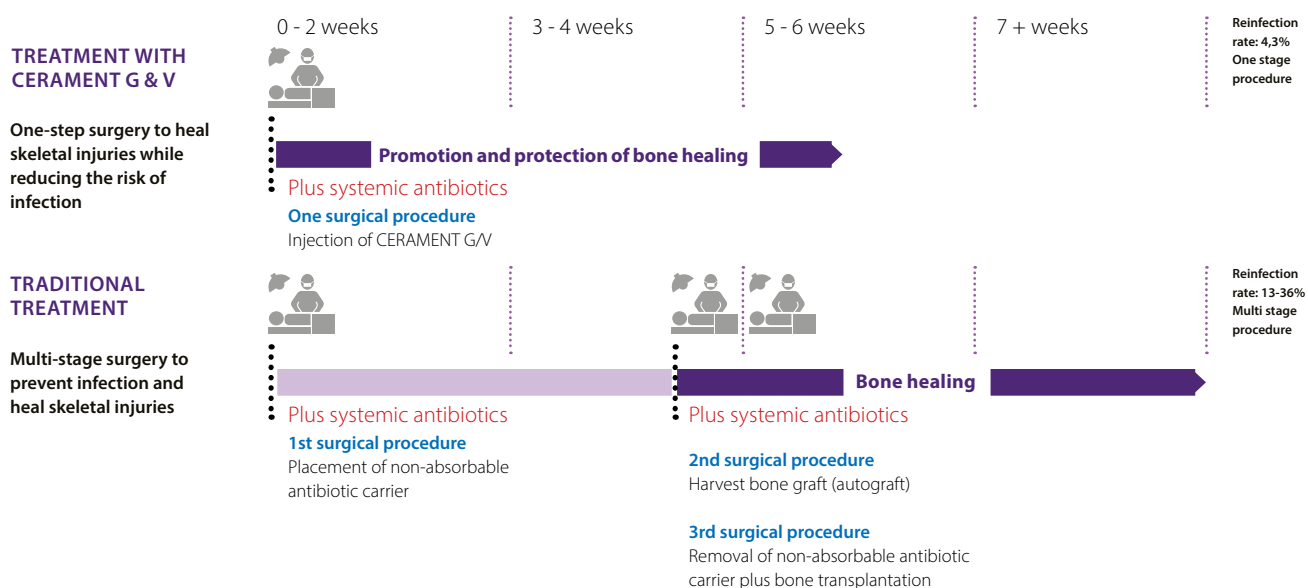 0 - 2 weeks
3 - 4 weeks
5 - 6 weeks
7 + weeks
Reinfection
rate: 4,3%
One stage
procedure
TREATMENT WITH
CERAMENT G & V
One-step surgery to heal
skeletal injuries while
reducing the risk of
infection
Promotion and protection of bone healing
Plus systemic antibiotics
One surgical procedure
Injection of CERAMENT G/V
TRADITIONAL
TREATMENT
Reinfection
rate: 13-36%
Multi stage
procedure
Multi-stage surgery to
prevent infection and
heal skeletal injuries
Bone healing
Plus systemic antibiotics
1st surgical procedure
Placement of non-absorbable
antibiotic carrier
Plus systemic antibiotics
2nd surgical procedure
Harvest bone graft (autograft)
3rd surgical procedure
Removal of non-absorbable antibiotic
carrier plus bone transplantation